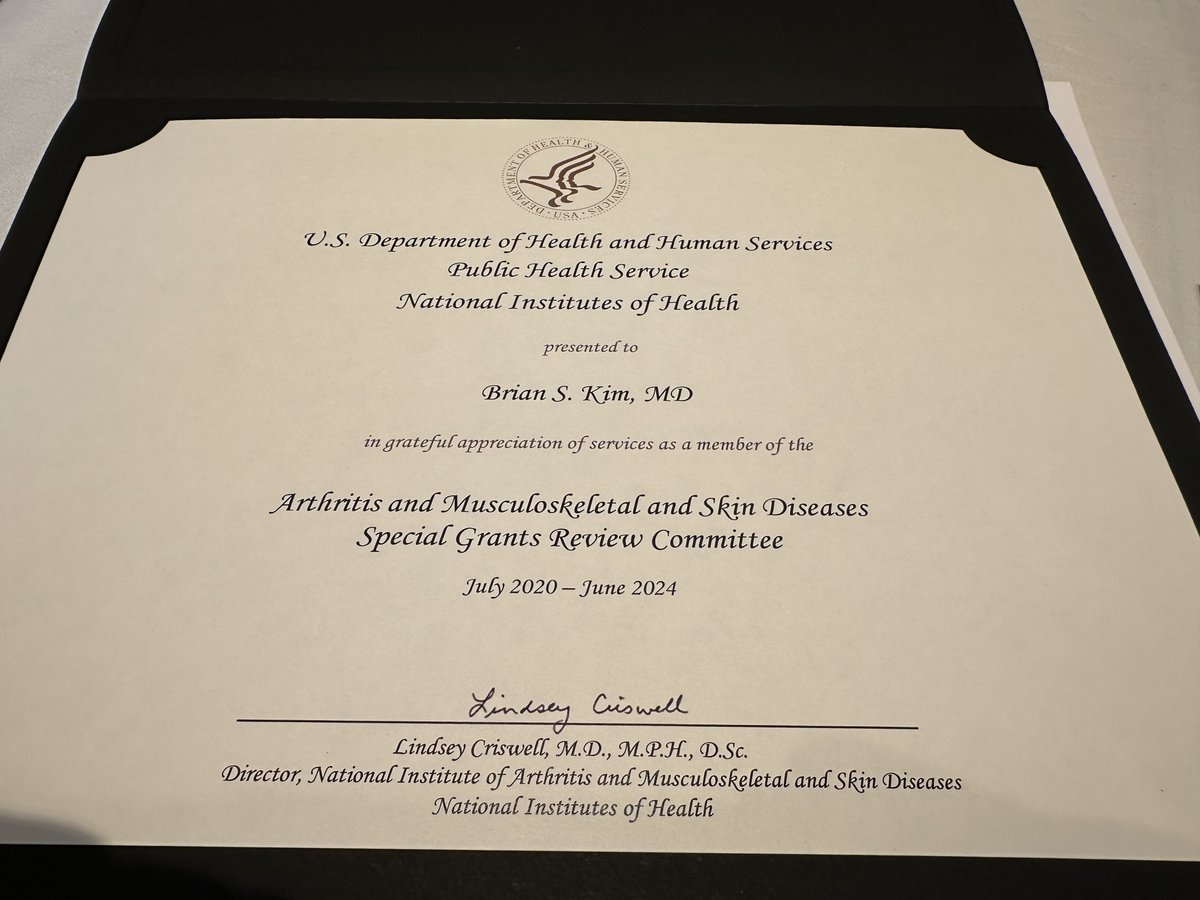 DEPARTMENT OF HEALTH & HUMAN SERVICES · USA ·
U.S. Department of Health and Human Services
Public Health Service
National Institutes of Health
presented to
Brian S. Kim, MD
in grateful appreciation of services as a member of the
Arthritis and Musculoskeletal and Skin Diseases
Special Grants Review Committee
July 2020 – June 2024
Lindsey Criswell
Lindsey Criswell, M.D., M.P.H., D.Sc.
Director, National Institute of Arthritis and Musculoskeletal and Skin Diseases
National Institutes of Health